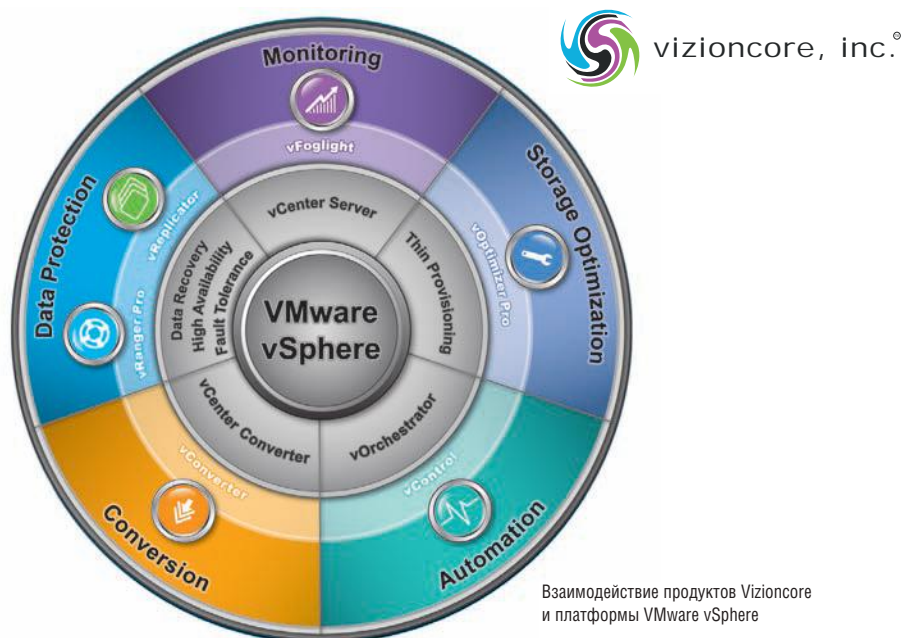 vizioncore, inc.®
Monitoring
vFoglight
vCenter Server
Storage Optimization
vOptimizer Pro
Thin Provisioning
Data Protection
vReplicator
vRanger Pro
Data Recovery
High Availability
Fault Tolerance
VMware
vSphere
vCenter Converter
vOrchestrator
vConverter
vControl
Conversion
Automation
Взаимодействие продуктов Vizioncore
и платформы VMware vSphere